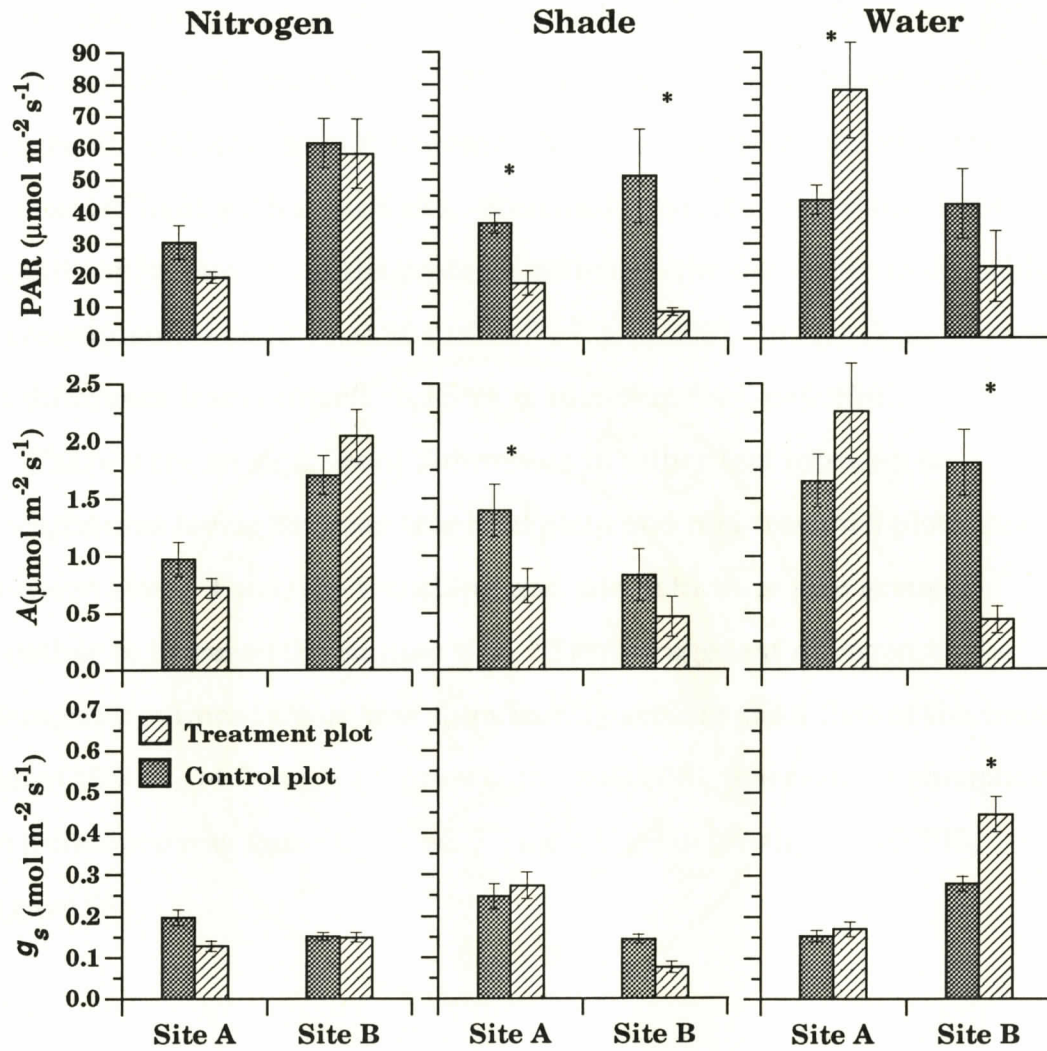 Nitrogen
Shade
Water
PAR (µmol m-2 s-1)
90
80
70
60
50
40
30
20
10
0
*
*
*
A(µmol m-2 s-1)
2.5
2.0
1.5
1.0
0.5
0.0
*
*
gs (mol m-2 s-1)
0.7
0.6
0.5
0.4
0.3
0.2
0.1
0.0
Treatment plot
Control plot
*
Site A
Site B
Site A
Site B
Site A
Site B